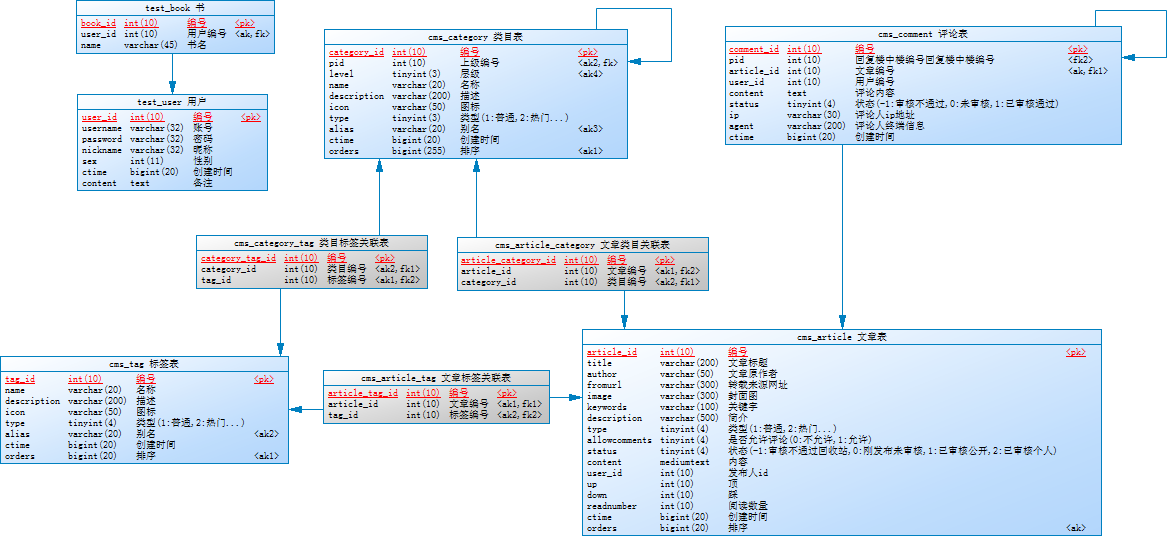 test_book 书
book_id int(10) 编号 <pk>
user_id int(10) 用户编号 <ak,fk>
name varchar(45) 书名
test_user 用户
user_id int(10) 编号 <pk>
username varchar(32) 账号
password varchar(32) 密码
nickname varchar(32) 昵称
sex int(11) 性别
ctime bigint(20) 创建时间
content text 备注
cms_category 类目表
category_id int(10) 编号 <pk>
pid int(10) 上级编号 <ak2,fk>
level tinyint(3) 层级 <ak4>
name varchar(20) 名称
description varchar(200) 描述
icon varchar(50) 图标
type tinyint(3) 类型(1:普通,2:热门...)
alias varchar(20) 别名 <ak3>
ctime bigint(20) 创建时间
orders bigint(255) 排序 <ak1>
cms_comment 评论表
comment_id int(10) 编号 <pk>
pid int(10) 回复楼中楼编号回复楼中楼编号 <fk2>
article_id int(10) 文章编号 <ak,fk1>
user_id int(10) 用户编号
content text 评论内容
status tinyint(4) 状态(-1:审核不通过,0:未审核,1:已审核通过)
ip varchar(30) 评论人ip地址
agent varchar(200) 评论人终端信息
ctime bigint(20) 创建时间
cms_category_tag 类目标签关联表
category_tag_id int(10) 编号 <pk>
category_id int(10) 类目编号 <ak2,fk1>
tag_id int(10) 标签编号 <ak1,fk2>
cms_article_category 文章类目关联表
article_category_id int(10) 编号 <pk>
article_id int(10) 文章编号 <ak1,fk2>
category_id int(10) 类目编号 <ak2,fk1>
cms_tag 标签表
tag_id int(10) 编号 <pk>
name varchar(20) 名称
description varchar(200) 描述
icon varchar(50) 图标
type tinyint(4) 类型(1:普通,2:热门...)
alias varchar(20) 别名 <ak2>
ctime bigint(20) 创建时间
orders bigint(20) 排序 <ak1>
cms_article_tag 文章标签关联表
article_tag_id int(10) 编号 <pk>
article_id int(10) 文章编号 <ak1,fk1>
tag_id int(10) 标签编号 <ak2,fk2>
cms_article 文章表
article_id int(10) 编号 <pk>
title varchar(200) 文章标题
author varchar(50) 文章原作者
fromurl varchar(300) 转载来源网址
image varchar(300) 封面图
keywords varchar(100) 关键字
description varchar(500) 简介
type tinyint(4) 类型(1:普通,2:热门...)
allowcomments tinyint(4) 是否允许评论(0:不允许,1:允许)
status tinyint(4) 状态(-1:审核不通过回收站,0:刚发布未审核,1:已审核公开,2:已审核个人)
content mediumtext 内容
user_id int(10) 发布人id
up int(10) 顶
down int(10) 踩
readnumber int(10) 阅读数量
ctime bigint(20) 创建时间
orders bigint(20) 排序 <ak>